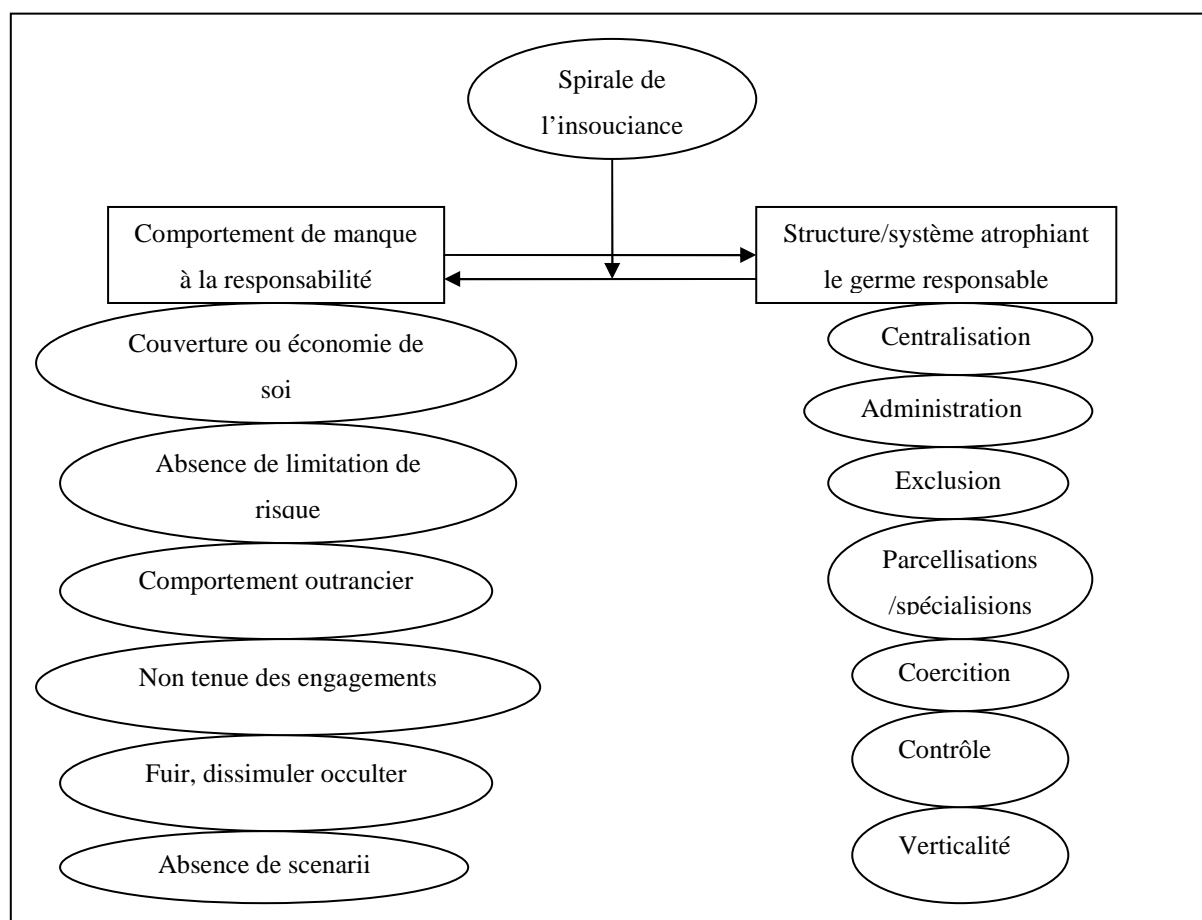 Spirale de
l’insouciance
Comportement de manque
à la responsabilité
Structure/système atrophiant
le germe responsable
Couverture ou économie de
soi
Absence de limitation de
risque
Comportement outrancier
Non tenue des engagements
Fuir, dissimuler occulter
Absence de scenarii
Centralisation
Administration
Exclusion
Parcellisations
/spécialisions
Coercition
Contrôle
Verticalité